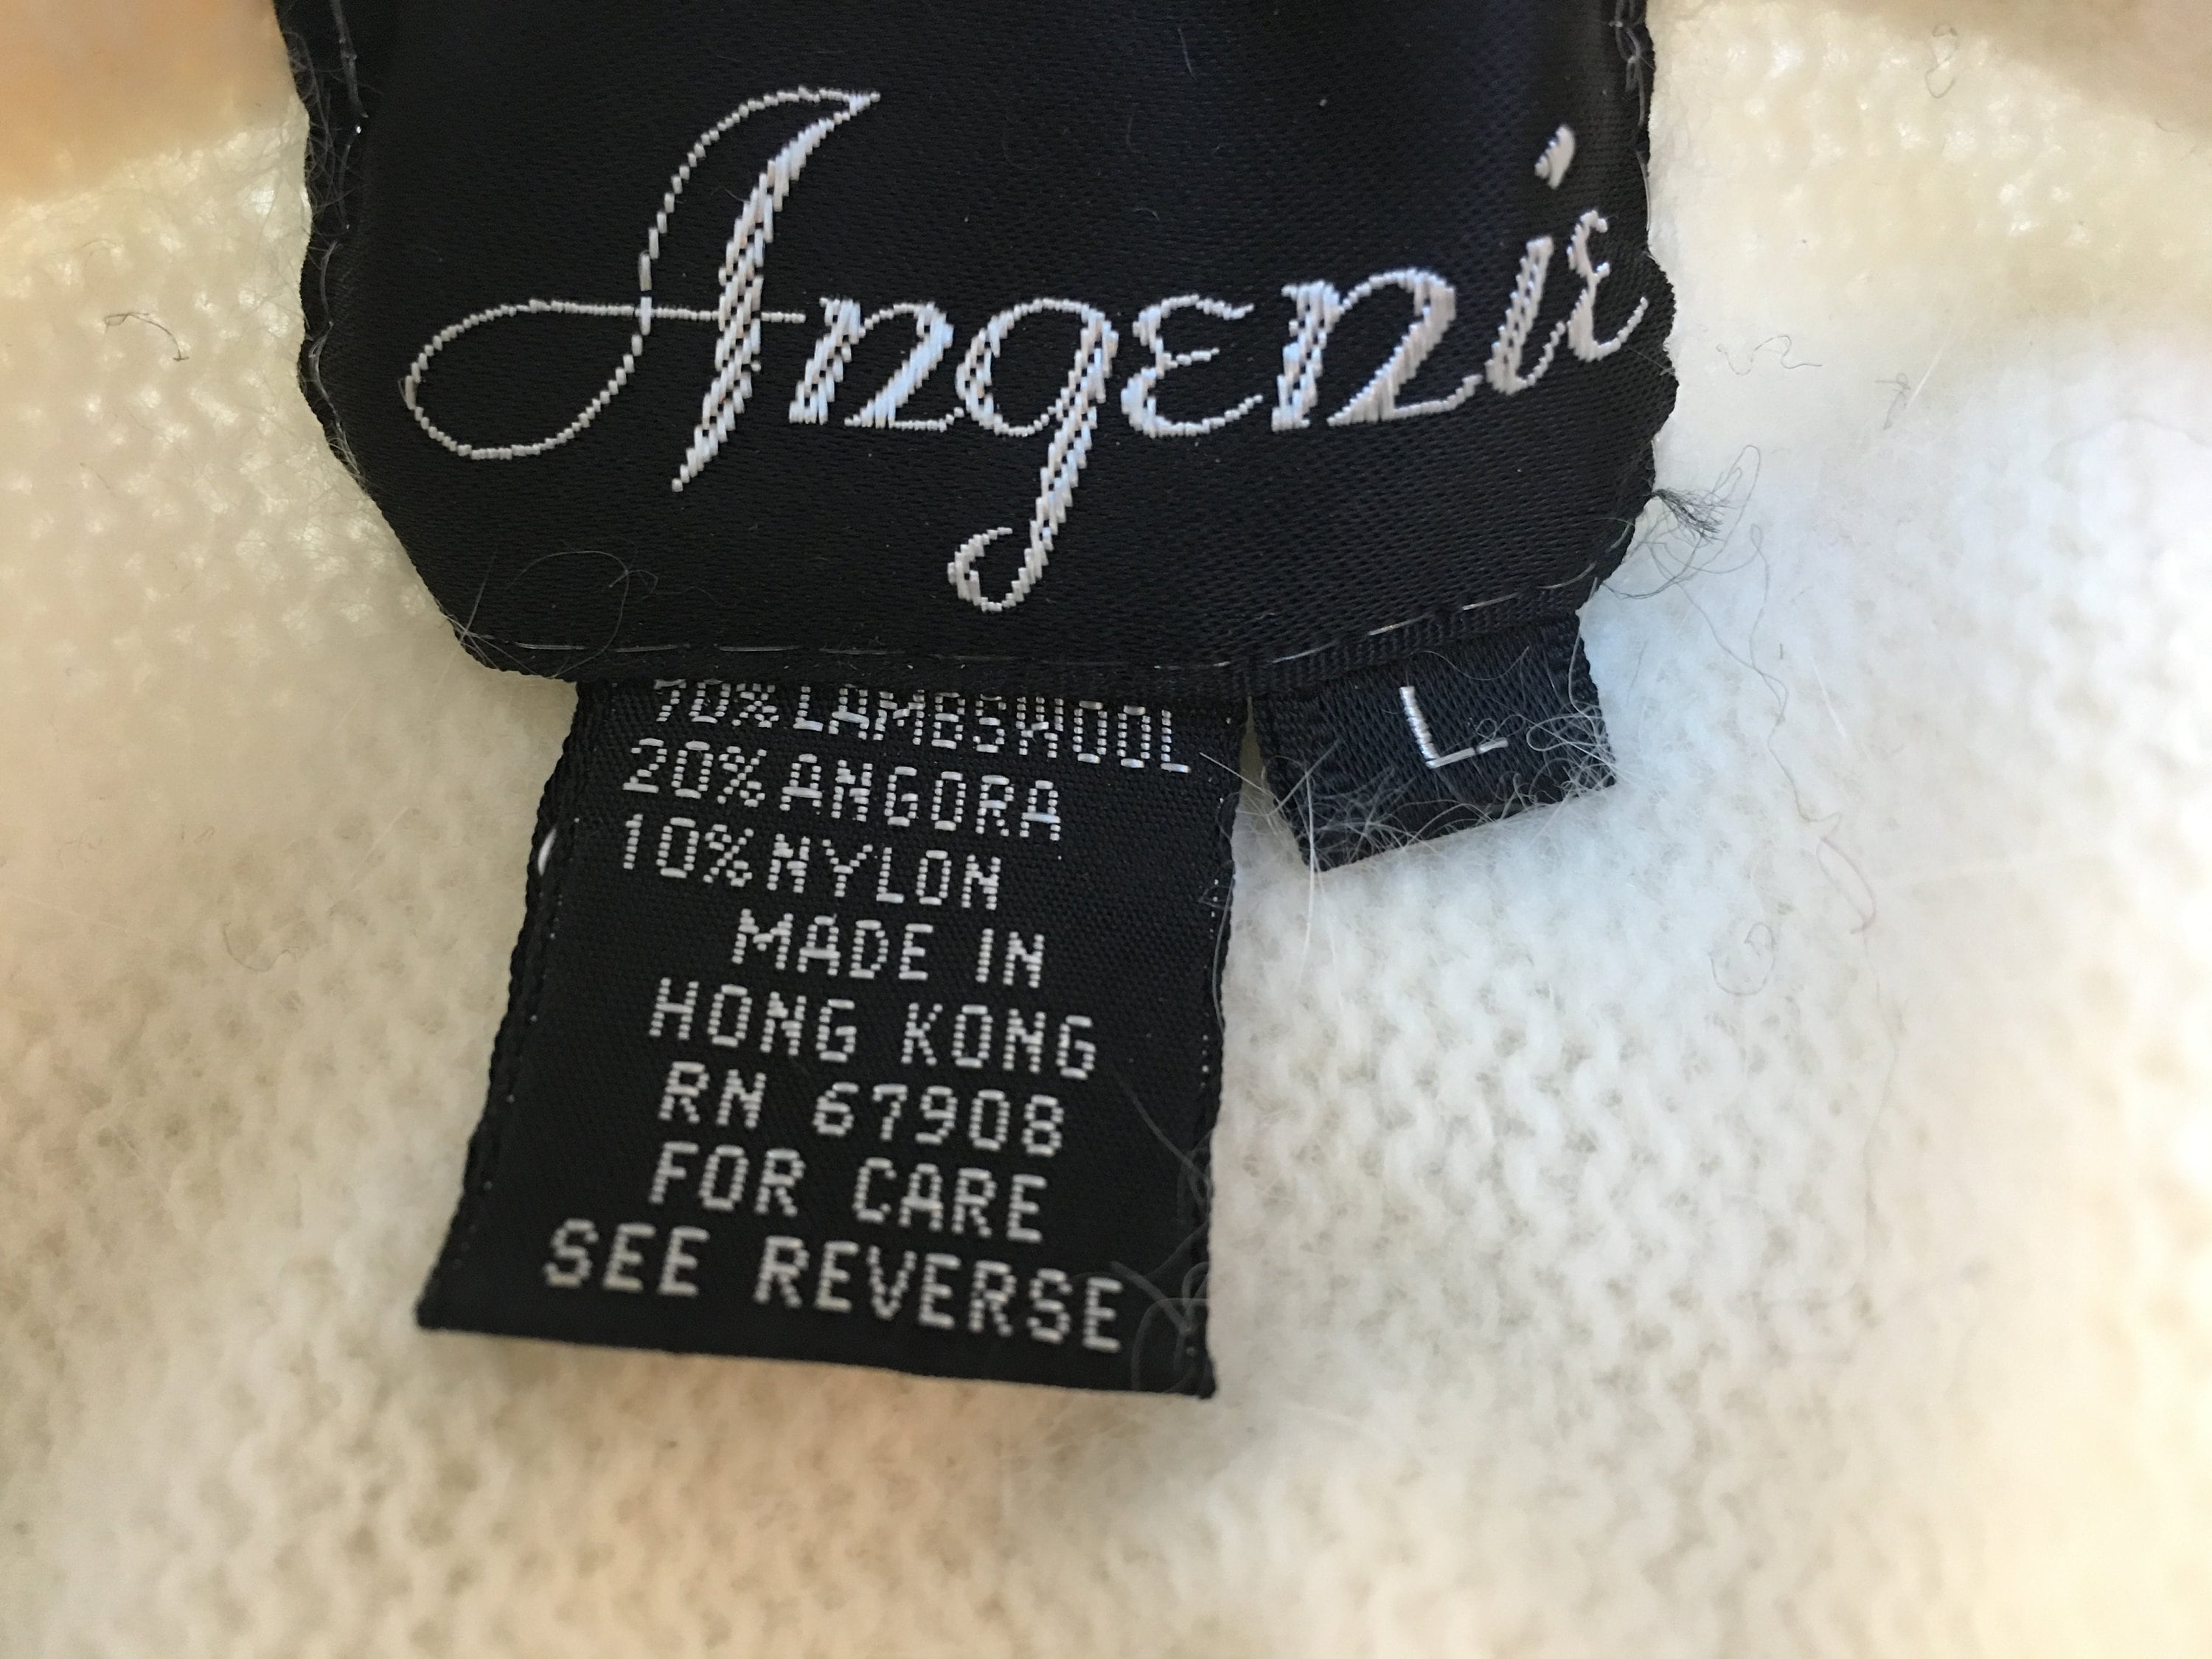 Angenie
70%LAMBSWOOL
20%ANGORA
10%NYLON
MADE IN
HONG KONG
RN 67908
FOR CARE
SEE REVERSE
L